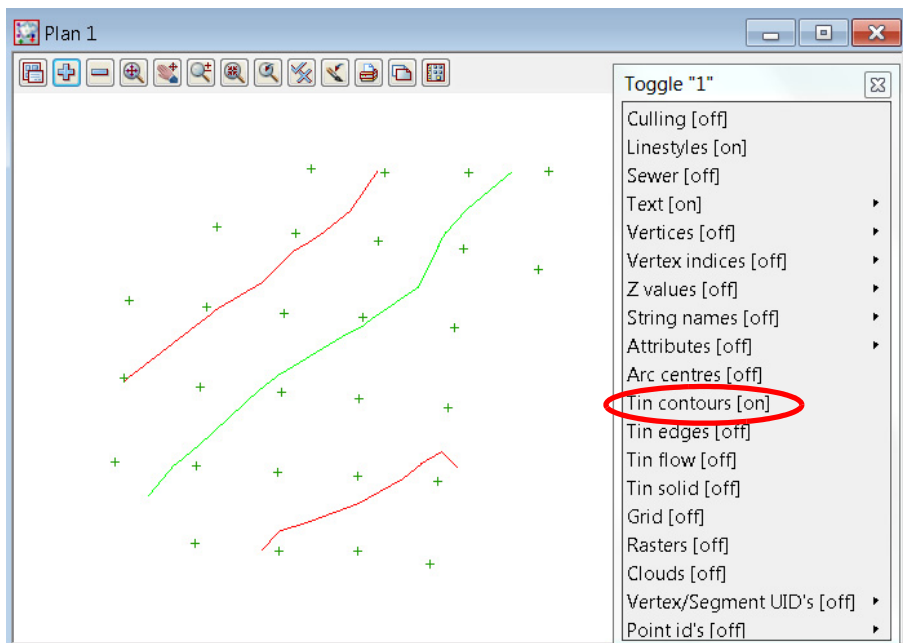 Plan 1
Toggle "1"
Culling [off]
Linestyles [on]
Sewer [off]
Text [on]
Vertices [off]
Vertex indices [off]
Z values [off]
String names [off]
Attributes [off]
Arc centres [off]
Tin contours [on]
Tin edges [off]
Tin flow [off]
Tin solid [off]
Grid [off]
Rasters [off]
Clouds [off]
Vertex/Segment UID's [off]
Point id's [off]